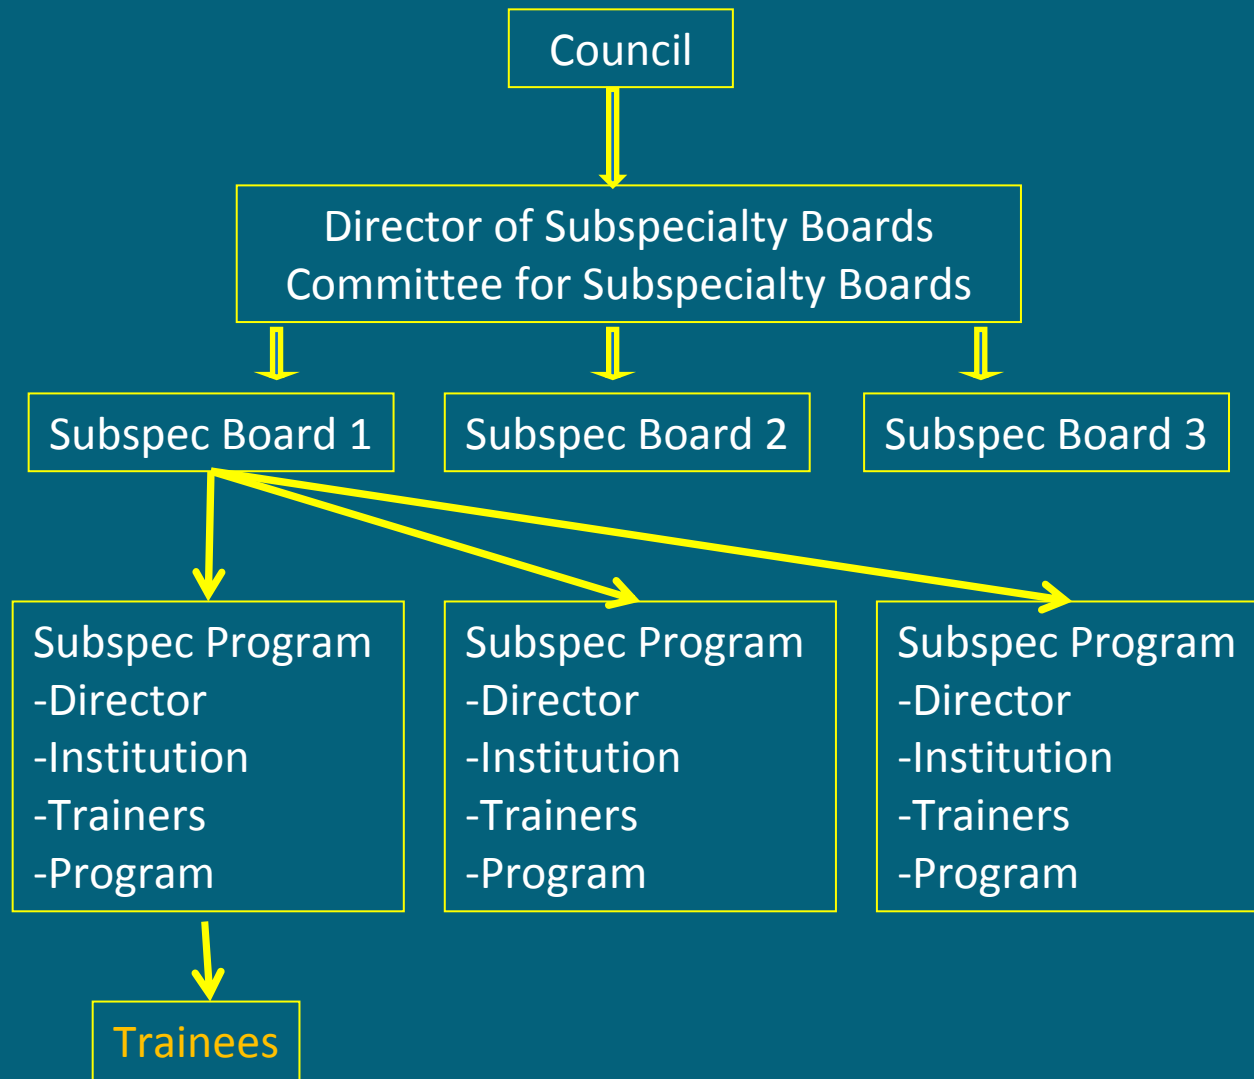 Council
Director of Subspecialty Boards
Committee for Subspecialty Boards
Subspec Board 1
Subspec Board 2
Subspec Board 3
Subspec Program
-Director
-Institution
-Trainers
-Program
Subspec Program
-Director
-Institution
-Trainers
-Program
Subspec Program
-Director
-Institution
-Trainers
-Program
Trainees